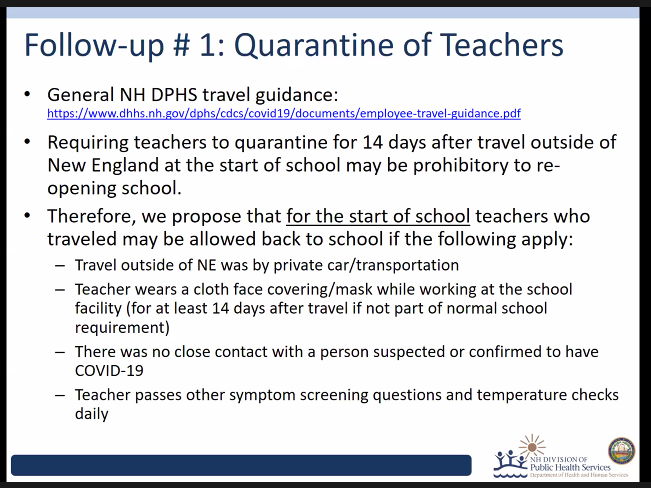 Follow-up # 1: Quarantine of Teachers
• General NH DPHS travel guidance:
https://www.dhhs.nh.gov/dphs/cdcs/covid19/documents/employee-travel-guidance.pdf
• Requiring teachers to quarantine for 14 days after travel outside of
New England at the start of school may be prohibitory to re-
opening school.
• Therefore, we propose that for the start of school teachers who
traveled may be allowed back to school if the following apply:
– Travel outside of NE was by private car/transportation
– Teacher wears a cloth face covering/mask while working at the school
facility (for at least 14 days after travel if not part of normal school
requirement)
– There was no close contact with a person suspected or confirmed to have
COVID-19
– Teacher passes other symptom screening questions and temperature checks
daily
NH DIVISION OF
Public Health Services
Department of Health and Human Services